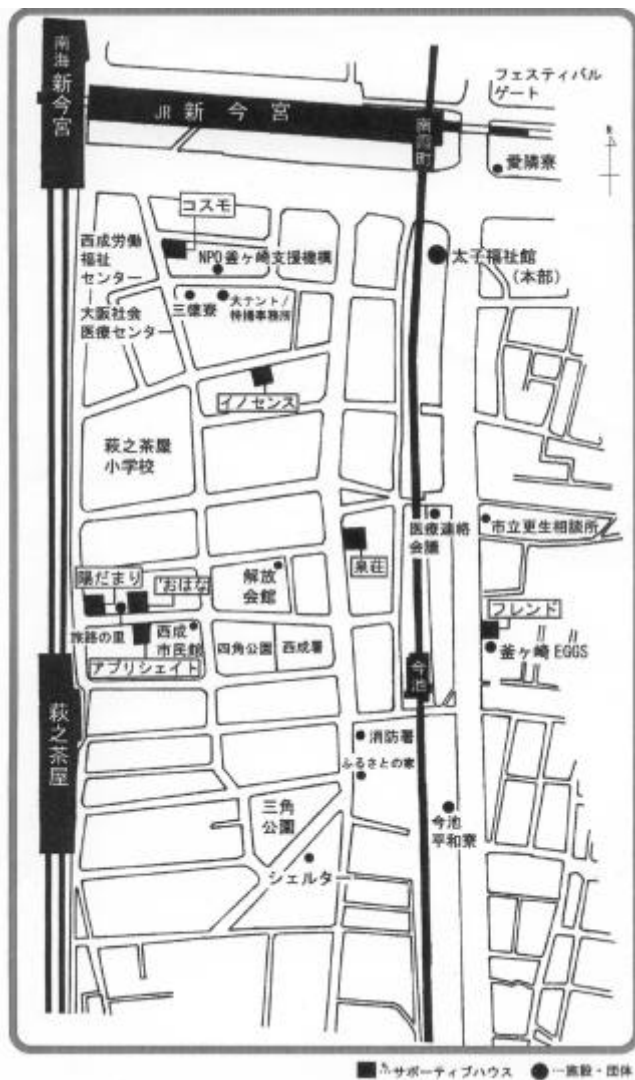 南海 新今宮
JR 新今宮
フェスティバル
ゲート
南霞町
愛隣寮
コスモ
西成労働
福祉
センター
NPO釜ヶ崎支援機構
太子福祉館
(本部)
大阪社会
医療センター
三徳寮
大テント/
特掃事務所
イノセンス
萩之茶屋
小学校
医療連絡
会議
市立更生相談所
泉荘
陽だまり
おはな
解放
会館
フレンド
旅路の里
西成
市民館
四角公園
西成署
釜ヶ崎EGGS
アプリシェイト
今池
萩之茶屋
消防署
ふるさとの家
三角
公園
今池
平和寮
シェルター
サポーティブハウス
…施設・団体